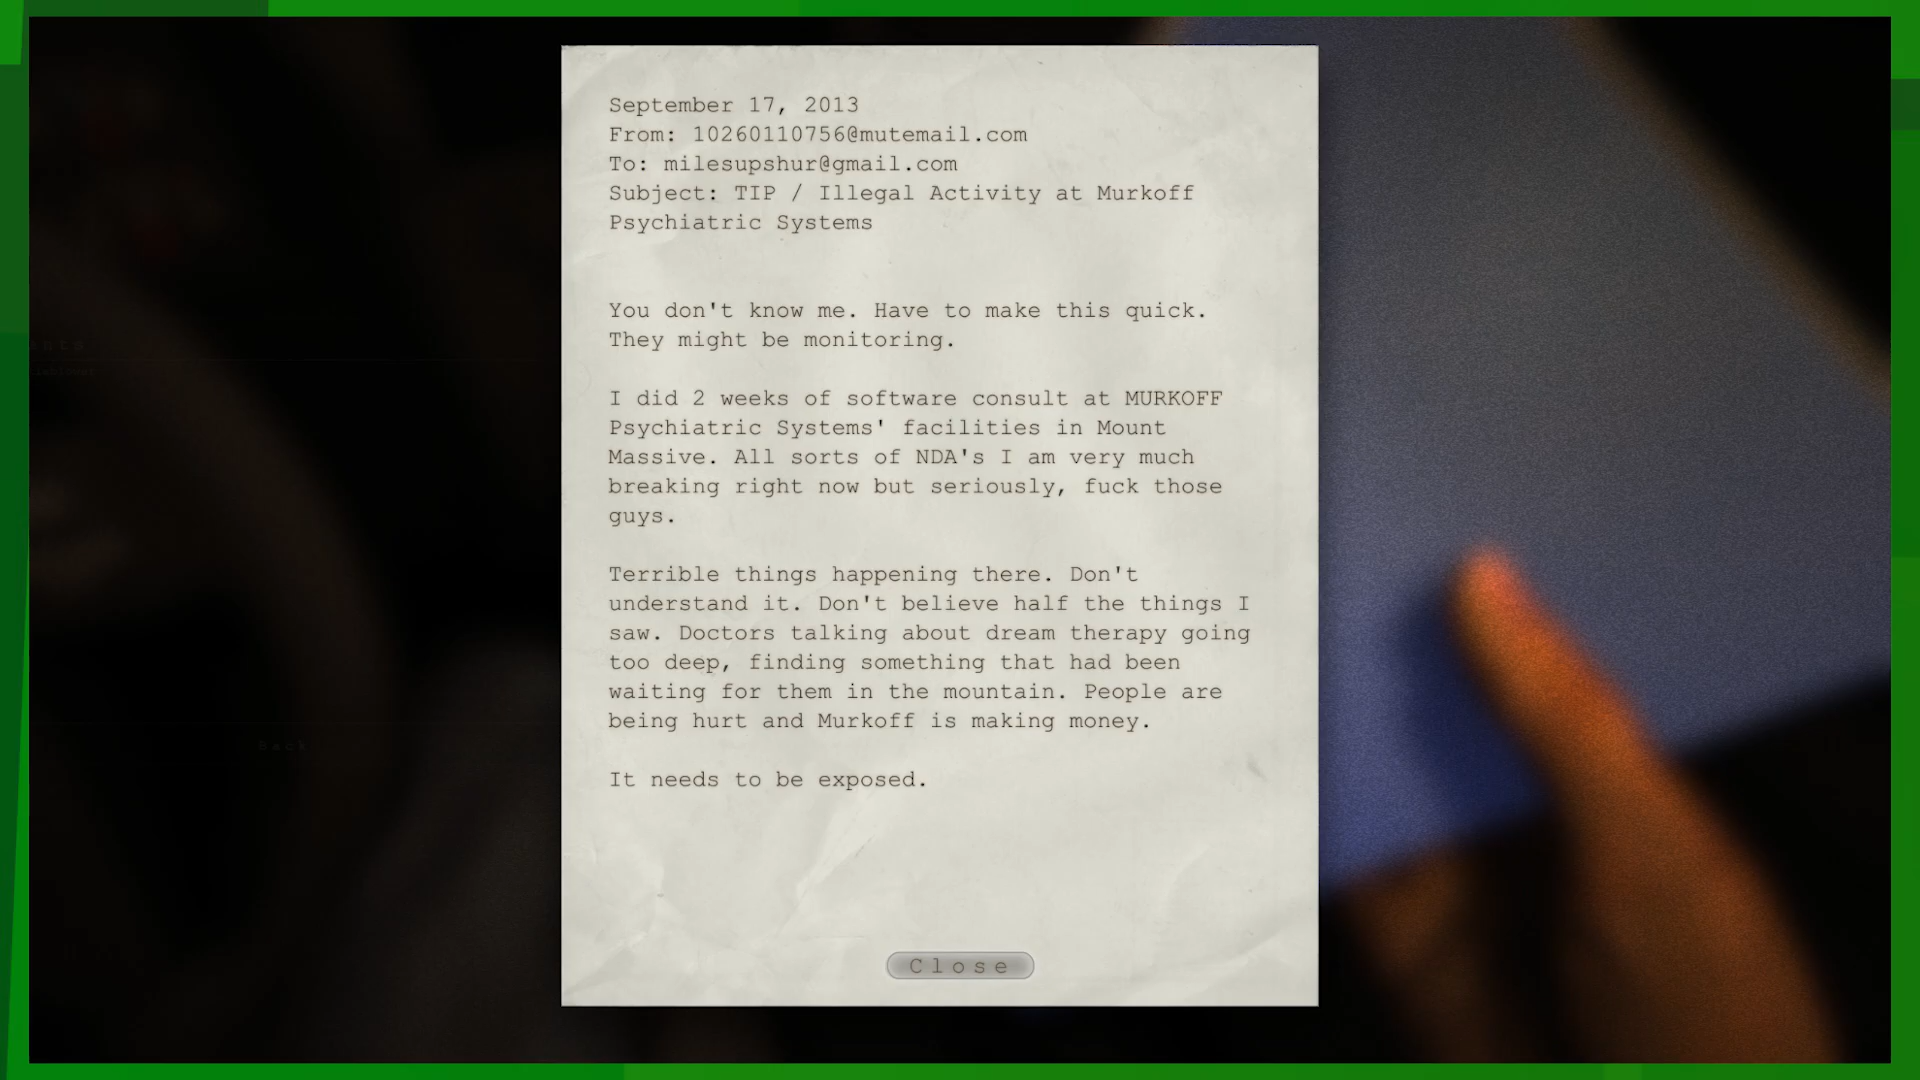 September 17, 2013
From: 10260110756@mutemail.com
To: milesupshur@gmail.com
Subject: TIP / Illegal Activity at Murkoff
Psychiatric Systems
You don't know me. Have to make this quick.
They might be monitoring.
I did 2 weeks of software consult at MURKOFF
Psychiatric Systems' facilities in Mount
Massive. All sorts of NDA's I am very much
breaking right now but seriously, fuck those
guys.
Terrible things happening there. Don't
understand it. Don't believe half the things I
saw. Doctors talking about dream therapy going
too deep, finding something that had been
waiting for them in the mountain. People are
being hurt and Murkoff is making money.
It needs to be exposed.
Close
Back